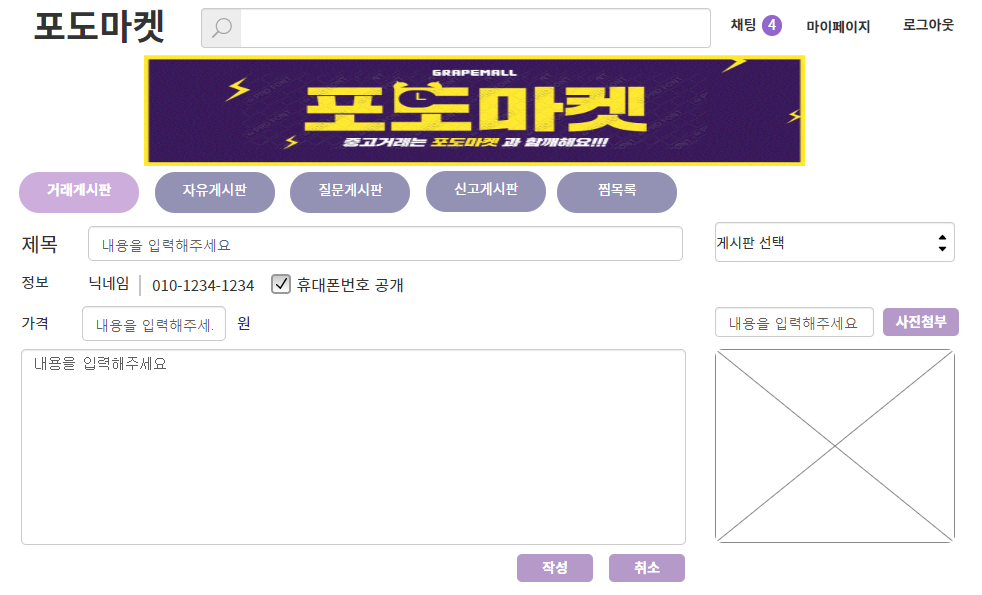 포도마켓
채팅 4 마이페이지 로그아웃
GRAPEMALL
포도마켓
중고거래는 포도마켓 과 함께해요!!!
거래게시판 자유게시판 질문게시판 신고게시판 찜목록
제목 내용을 입력해주세요 게시판 선택
정보 닉네임 010-1234-1234 휴대폰번호 공개
가격 내용을 입력해주세. 원 내용을 입력해주세요 사진첨부
내용을 입력해주세요
작성 취소